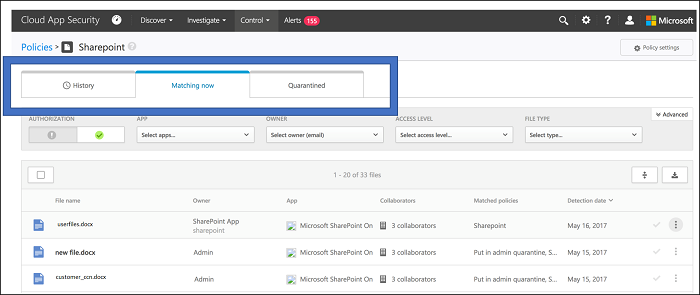 Cloud App Security Discover Investigate Control Alerts 155 Microsoft
Policies > Sharepoint Policy settings
History Matching now Quarantined
Advanced
AUTHORIZATION APP OWNER ACCESS LEVEL FILE TYPE
Select apps... Select owner (email) Select access level... Select type...
1 - 20 of 33 files
File name Owner App Collaborators Matched policies Detection date
userfiles.docx SharePoint App sharepoint Microsoft SharePoint On 3 collaborators Sharepoint May 16, 2017
new file.docx Admin Microsoft SharePoint On 3 collaborators Put in admin quarantine, S... May 15, 2017
customer_ccn.docx Admin Microsoft SharePoint On 3 collaborators Put in admin quarantine, S... May 15, 2017